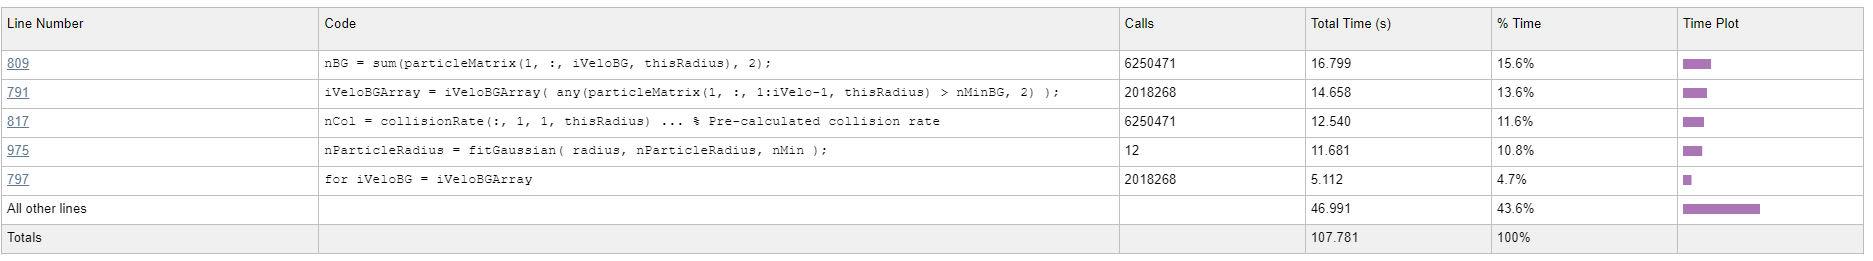 Line Number Code Calls Total Time (s) % Time Time Plot
809 nBG = sum(particleMatrix(1, :, iVeloBG, thisRadius), 2); 6250471 16.799 15.6%
791 iVeloBGArray = iVeloBGArray( any(particleMatrix(1, :, 1:iVelo-1, thisRadius) > nMinBG, 2) ); 2018268 14.658 13.6%
817 nCol = collisionRate(:, 1, 1, thisRadius) ... % Pre-calculated collision rate 6250471 12.540 11.6%
975 nParticleRadius = fitGaussian( radius, nParticleRadius, nMin ); 12 11.681 10.8%
797 for iVeloBG = iVeloBGArray 2018268 5.112 4.7%
All other lines 46.991 43.6%
Totals 107.781 100%